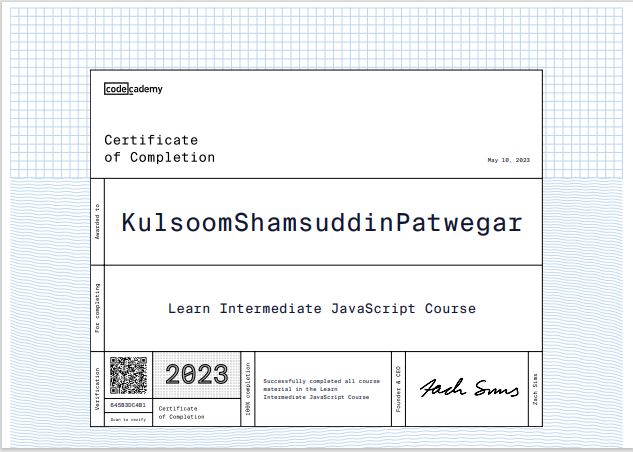 codecademy
Certificate
of Completion
May 10, 2023
Awarded to
KulsoomShamsuddinPatwegar
For completing
Learn Intermediate JavaScript Course
Verification
645B3DC4B1
Scan to verify
2023
Certificate
of Completion
100% completion
Successfully completed all course
material in the Learn
Intermediate JavaScript Course
Founder & CEO
Zach Sims
Zach Sims